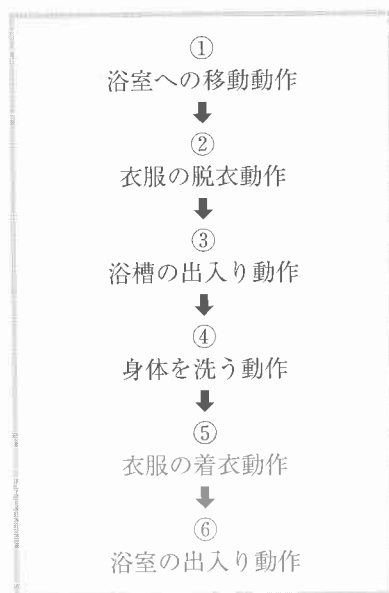 ①
浴室への移動動作
②
衣服の脱衣動作
③
浴槽の出入り動作
④
身体を洗う動作
⑤
衣服の着衣動作
⑥
浴室の出入り動作